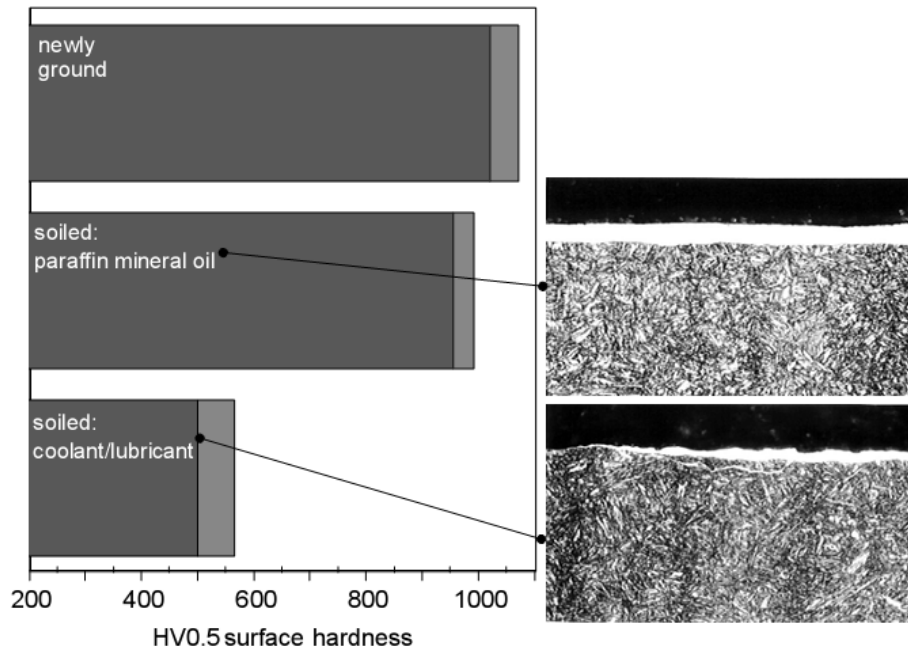 newly
ground
soiled:
paraffin mineral oil
soiled:
coolant/lubricant
200 400 600 800 1000
HV0.5 surface hardness